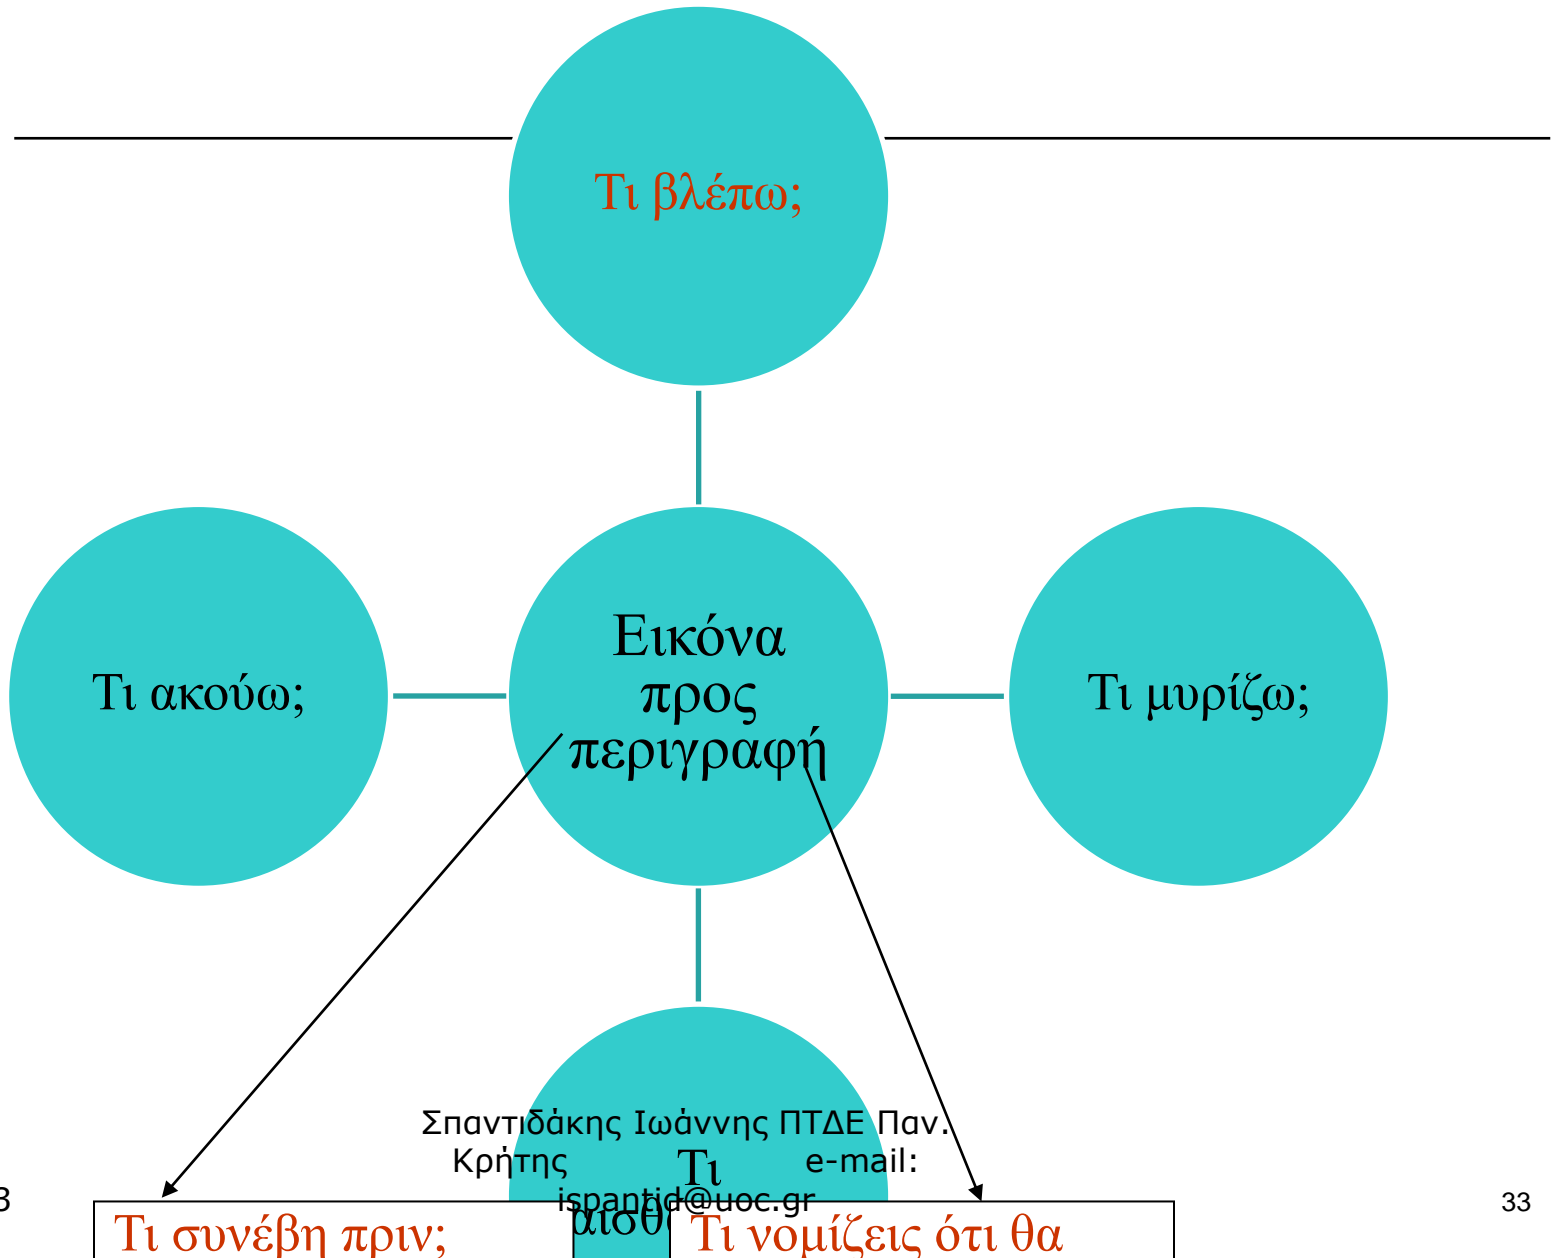 Τι βλέπω;
Τι ακούω;
Εικόνα
προς
περιγραφή
Τι μυρίζω;
Σπαντιδάκης Ιωάννης ΠΤΔΕ Παν.
Κρήτης e-mail:
ispantid@uoc.gr
Τι
3
33
Τι συνέβη πριν;
Τι νομίζεις ότι θα